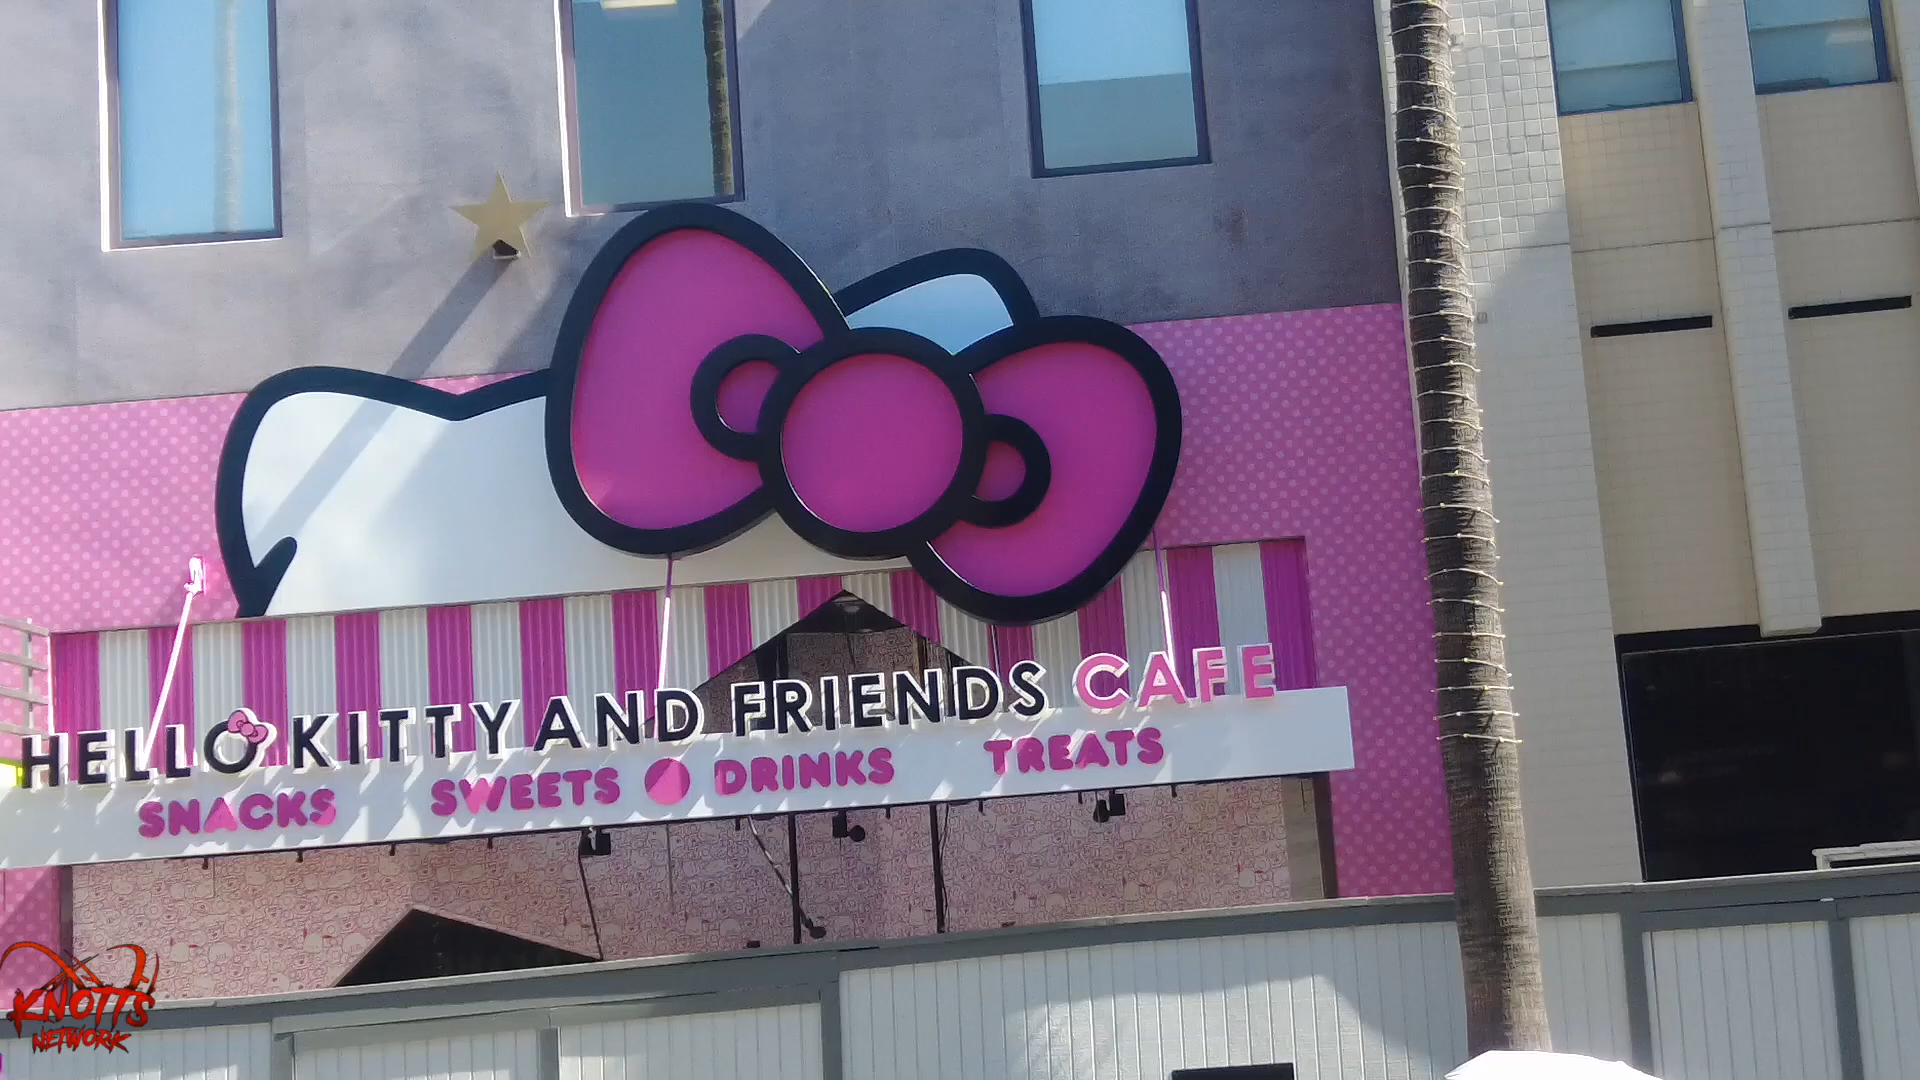 HELLO KITTY AND FRIENDS CAFE
SNACKS SWEETS DRINKS TREATS
KNOTTS
NETWORK